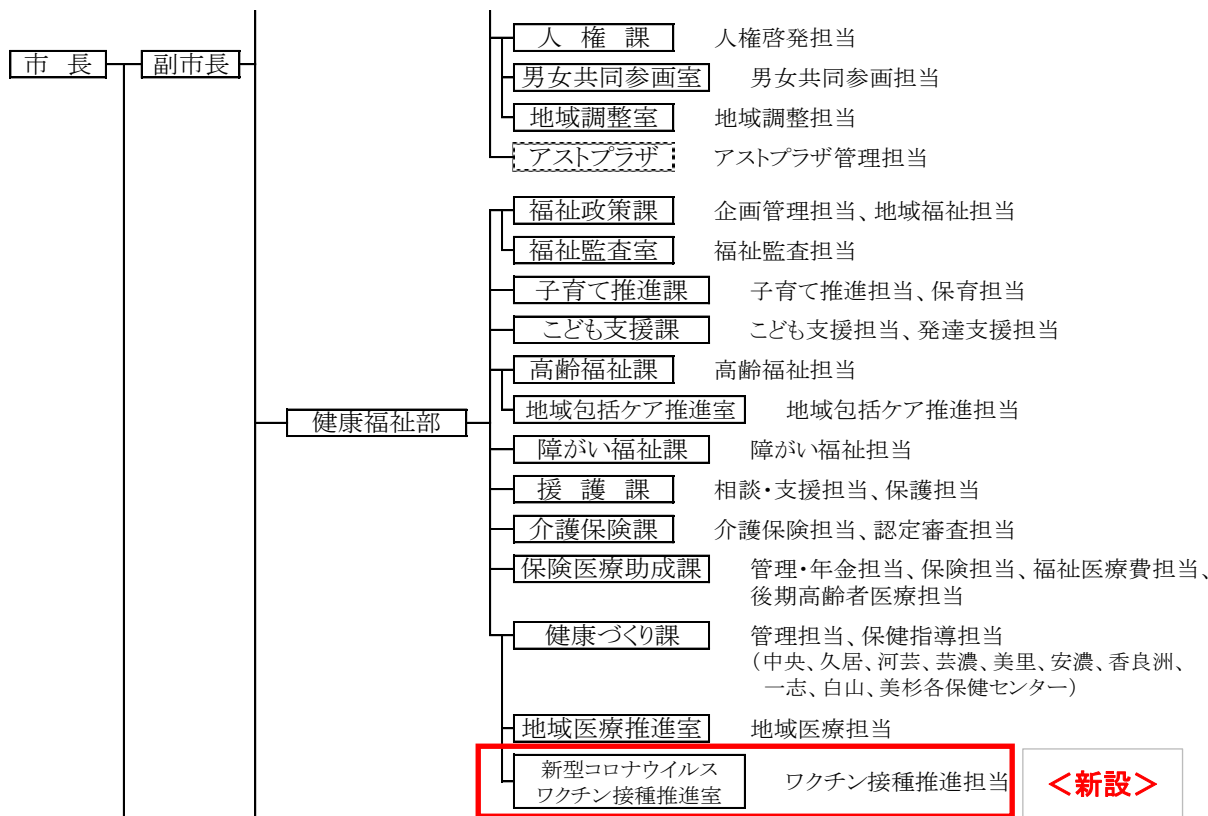 人 権 課 人権啓発担当
市 長 副市長
男女共同参画室 男女共同参画担当
地域調整室 地域調整担当
アストプラザ アストプラザ管理担当
福祉政策課 企画管理担当、地域福祉担当
福祉監査室 福祉監査担当
子育て推進課 子育て推進担当、保育担当
こども支援課 こども支援担当、発達支援担当
高齢福祉課 高齢福祉担当
地域包括ケア推進室 地域包括ケア推進担当
健康福祉部
障がい福祉課 障がい福祉担当
援 護 課 相談・支援担当、保護担当
介護保険課 介護保険担当、認定審査担当
保険医療助成課 管理・年金担当、保険担当、福祉医療費担当、
後期高齢者医療担当
健康づくり課 管理担当、保健指導担当
（中央、久居、河芸、芸濃、美里、安濃、香良洲、
一志、白山、美杉各保健センター）
地域医療推進室 地域医療担当
新型コロナウイルス
ワクチン接種推進室 ワクチン接種推進担当
＜新設＞